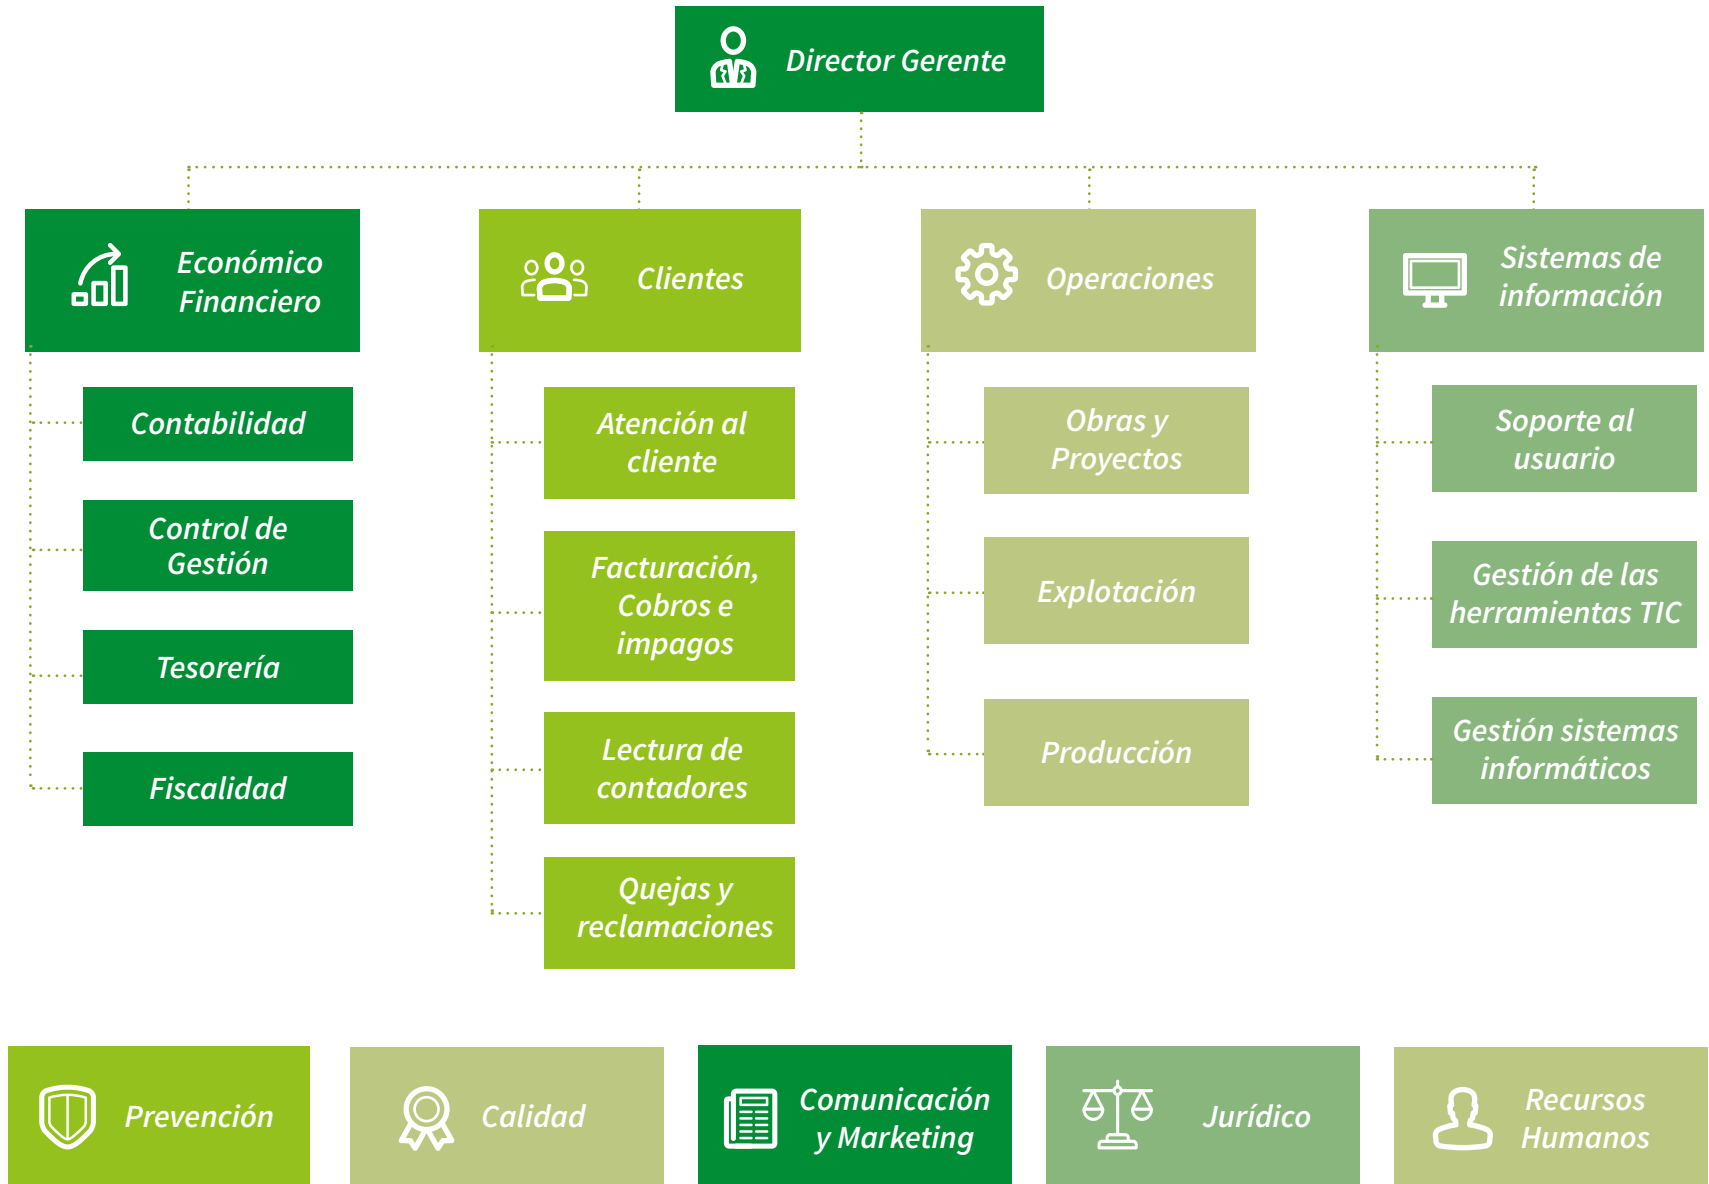 Director Gerente
Económico
Financiero
Clientes
Operaciones
Sistemas de
información
Contabilidad
Control de
Gestión
Tesorería
Fiscalidad
Atención al
cliente
Facturación,
Cobros e
impagos
Lectura de
contadores
Quejas y
reclamaciones
Obras y
Proyectos
Explotación
Producción
Soporte al
usuario
Gestión de las
herramientas TIC
Gestión sistemas
informáticos
Prevención
Calidad
Comunicación
y Marketing
Jurídico
Recursos
Humanos